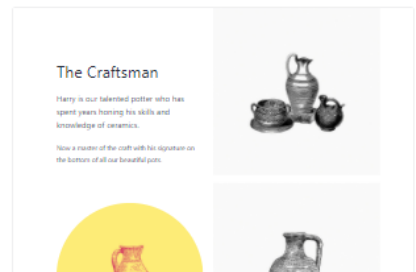 The Craftsman
Harry is our talented potter who has
spent years honing his skills and
knowledge of ceramics.
Now a master of the craft with his signature on
the bottom of all our beautiful pots.